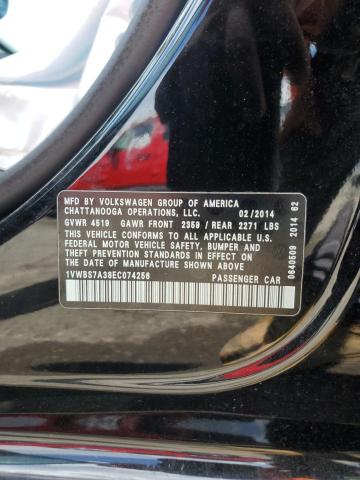 MFD BY VOLKSWAGEN GROUP OF AMERICA
CHATTANOOGA OPERATIONS, LLC. 02/2014
GVWR 4519 GAWR FRONT 2359 / REAR 2271 LBS
THIS VEHICLE CONFORMS TO ALL APPLICABLE U.S.
FEDERAL MOTOR VEHICLE SAFETY, BUMPER AND
THEFT PREVENTION STANDARDS IN EFFECT ON THE
DATE OF MANUFACTURE SHOWN ABOVE.
1VWBS7A38EC074256 PASSENGER CAR
0640509 2014 62